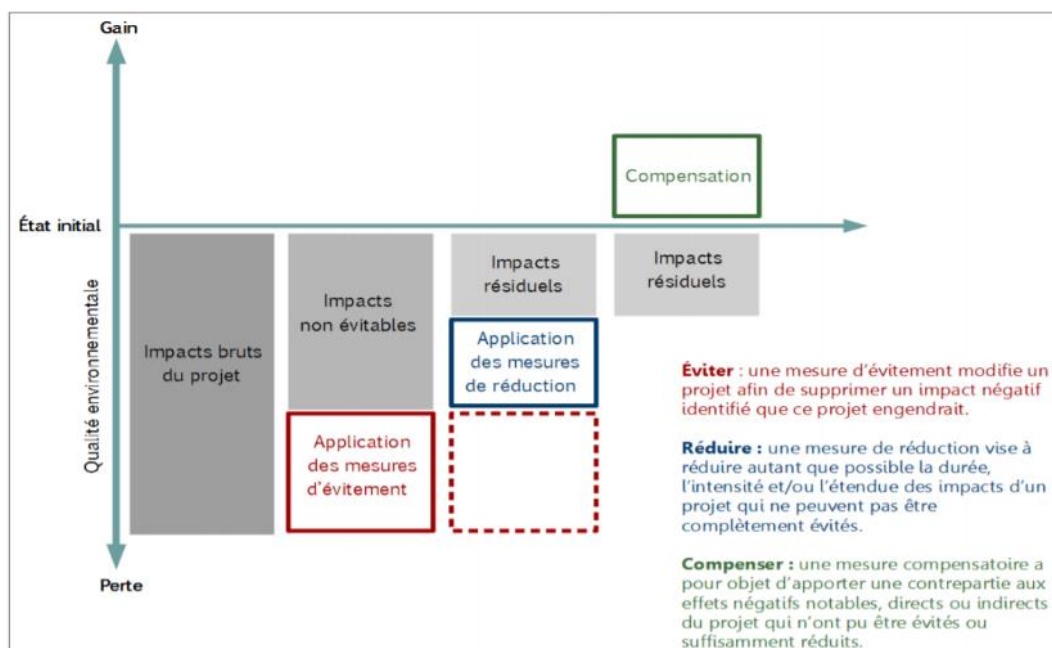 Gain
Compensation
État initial
Qualité environnementale
Impacts bruts
du projet
Impacts
non évitables
Application
des mesures
d'évitement
Impacts
résiduels
Application
des mesures
de réduction
Impacts
résiduels
Perte
Éviter : une mesure d'évitement modifie un
projet afin de supprimer un impact négatif
identifié que ce projet engendrait.
Réduire : une mesure de réduction vise à
réduire autant que possible la durée,
l'intensité et/ou l'étendue des impacts d'un
projet qui ne peuvent pas être
complètement évités.
Compenser : une mesure compensatoire a
pour objet d'apporter une contrepartie aux
effets négatifs notables, directs ou indirects
du projet qui n'ont pu être évités ou
suffisamment réduits.